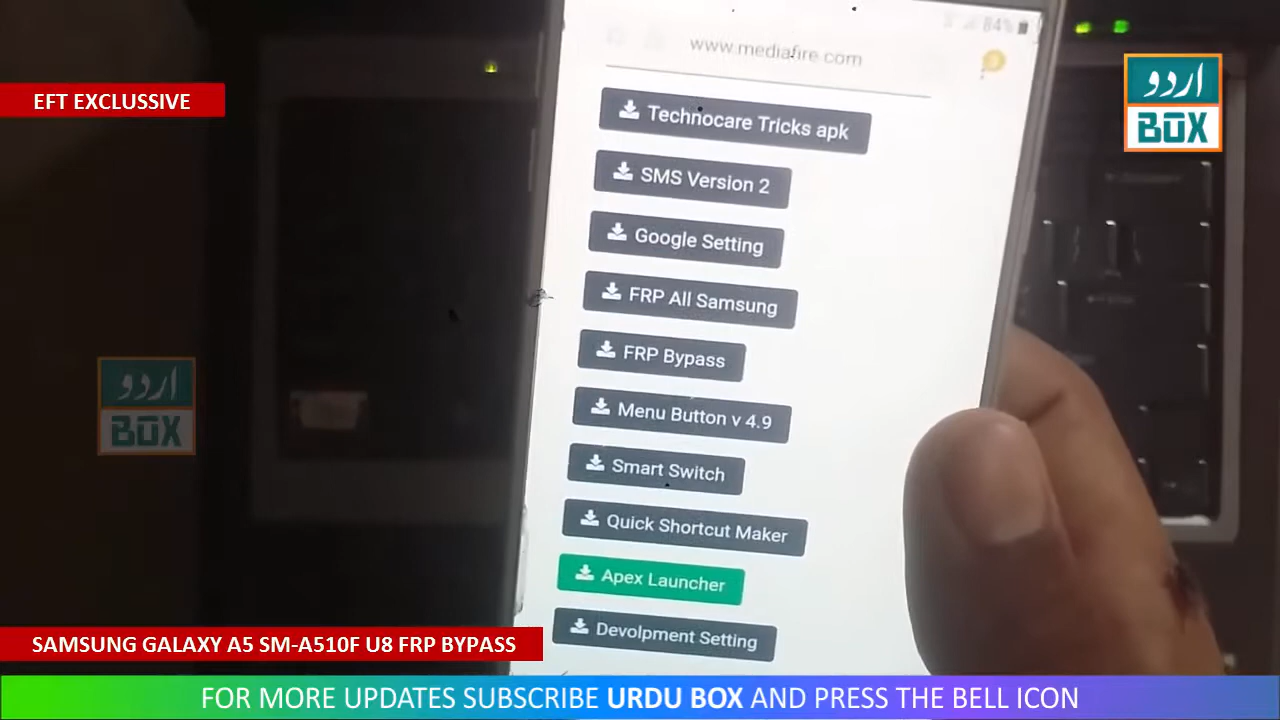 84%
www.mediafire.com
EFT EXCLUSSIVE
اردو
BOX
Technocare Tricks apk
SMS Version 2
Google Setting
FRP All Samsung
FRP Bypass
Menu Button v 4.9
اردو
BOX
Smart Switch
Quick Shortcut Maker
Apex Launcher
Devolpment Setting
SAMSUNG GALAXY A5 SM-A510F U8 FRP BYPASS
FOR MORE UPDATES SUBSCRIBE URDU BOX AND PRESS THE BELL ICON